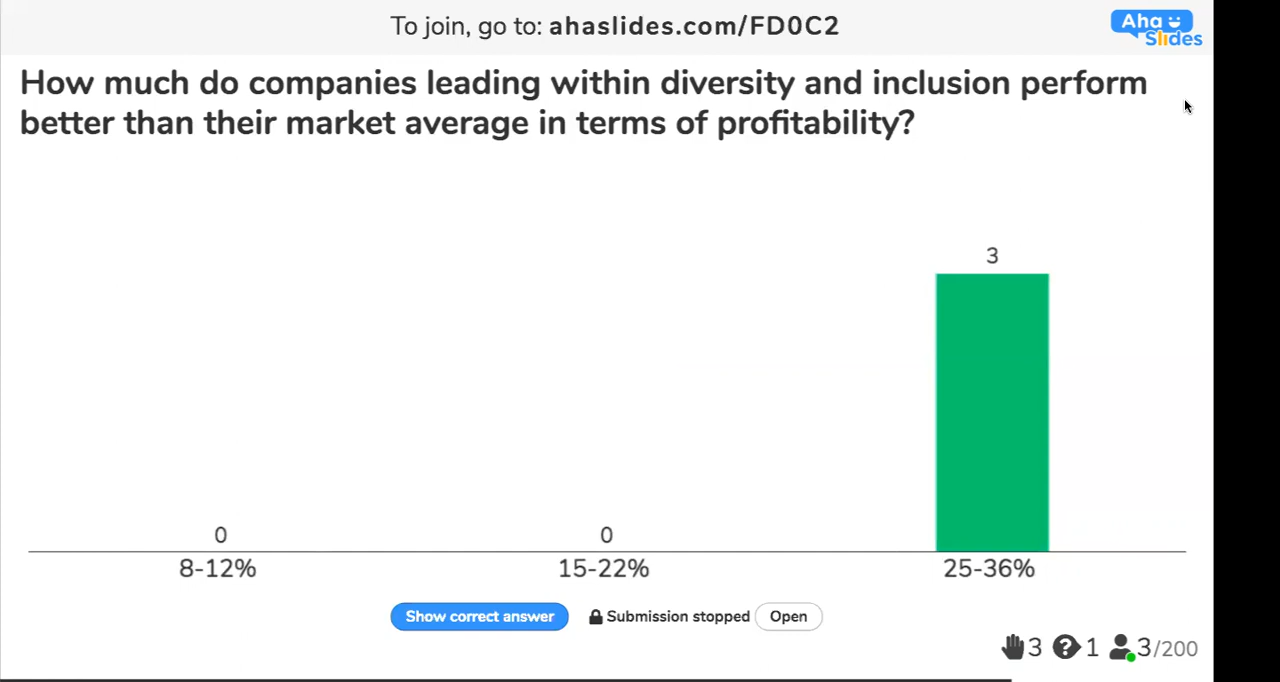 To join, go to: ahaslides.com/FD0C2
Aha
Slides
How much do companies leading within diversity and inclusion perform
better than their market average in terms of profitability?
3
0
0
8-12%
15-22%
25-36%
Show correct answer
Submission stopped
Open
3
1
3/200